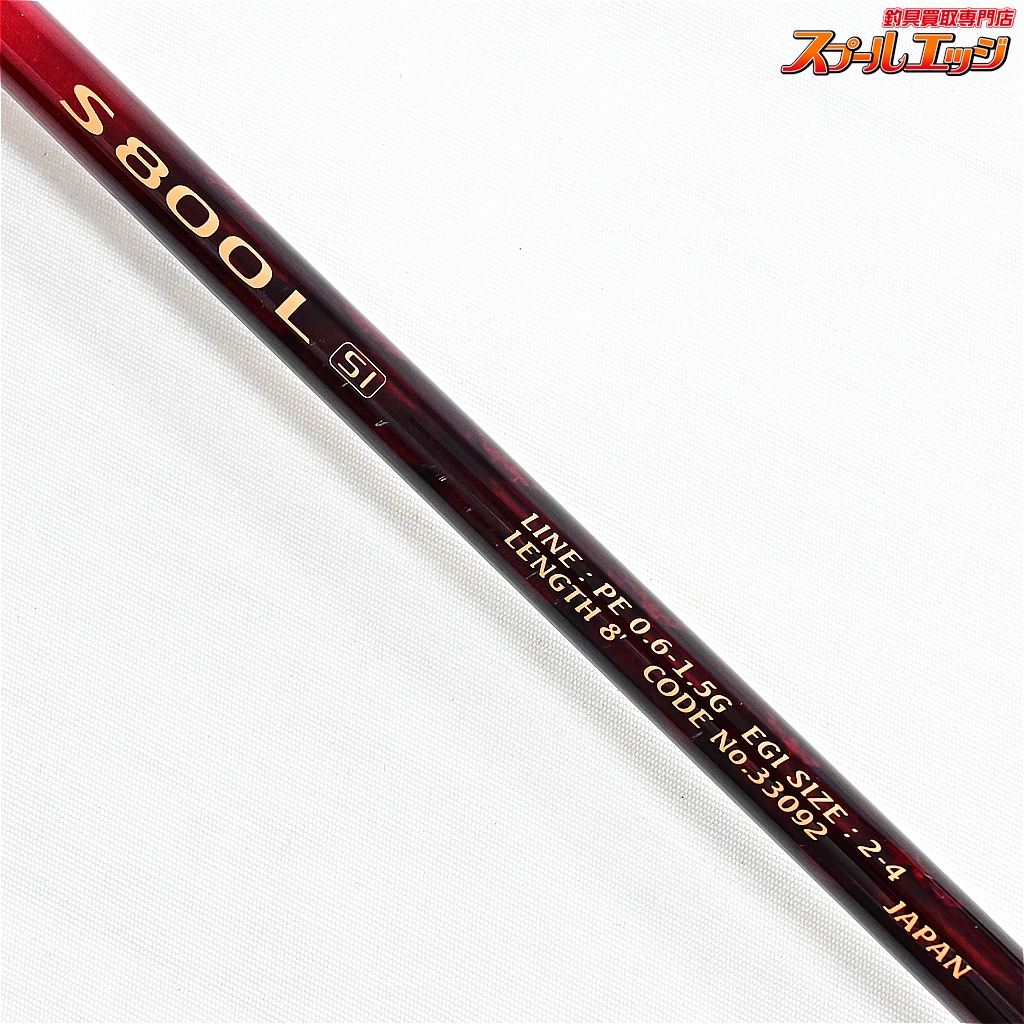 釣具買取専門店
スプールエッジ
S800L SI
LINE : PE 0.6-1.5G EGI SIZE : 2-4
LENGTH 8' CODE No.33092
JAPAN